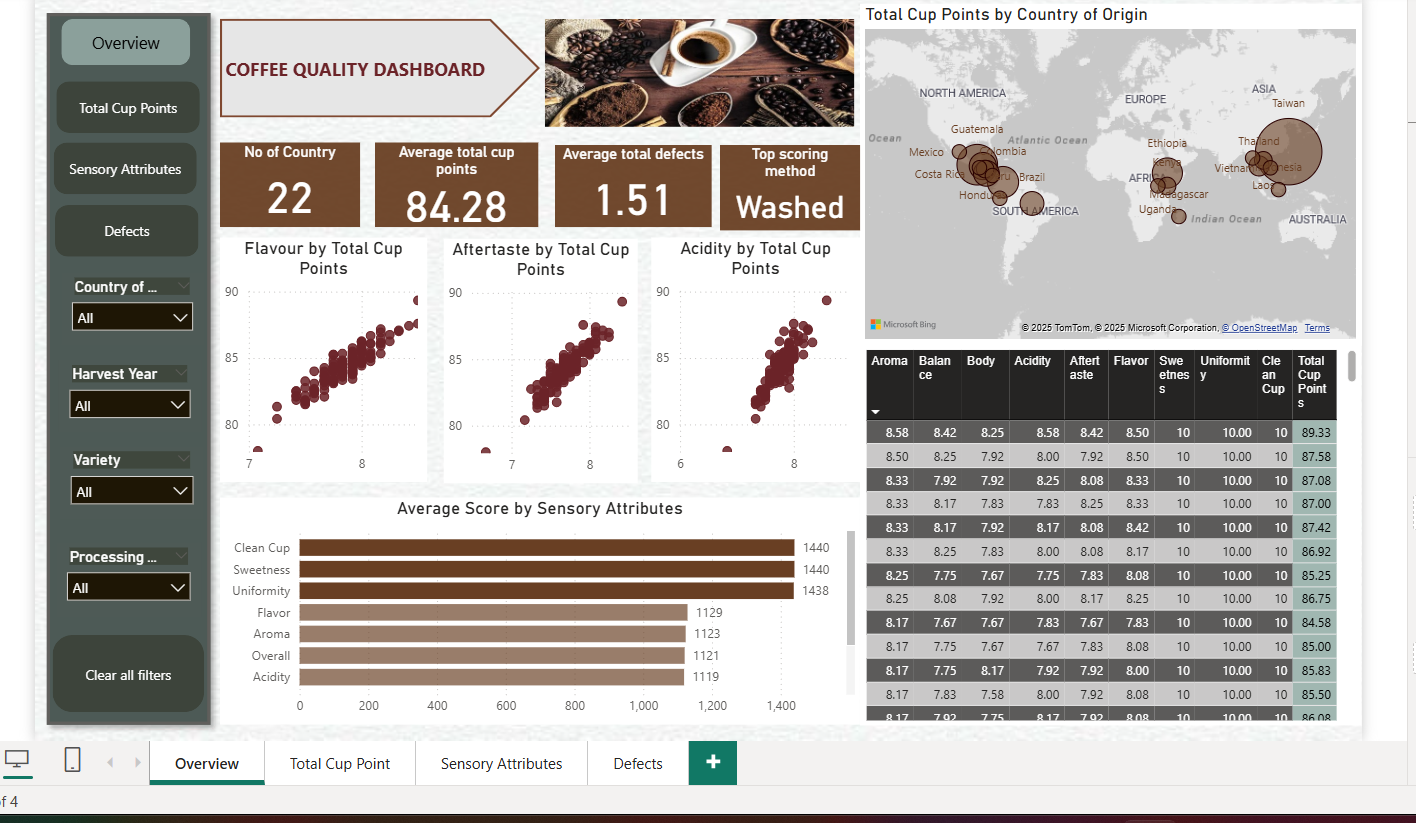 Overview
Total Cup Points
Sensory Attributes
Defects
Country of ...
All
Harvest Year
All
Variety
All
Processing ...
All
Clear all filters
COFFEE QUALITY DASHBOARD
No of Country
22
Average total cup
points
84.28
Average total defects
1.51
Top scoring
method
Washed
Flavour by Total Cup
Points
90
85
80
7
8
Aftertaste by Total Cup
Points
90
85
80
7
8
Acidity by Total Cup
Points
90
85
80
6
8
Average Score by Sensory Attributes
Clean Cup 1440
Sweetness 1440
Uniformity 1438
Flavor 1129
Aroma 1123
Overall 1121
Acidity 1119
0 200 400 600 800 1,000 1,200 1,400
Total Cup Points by Country of Origin
NORTH AMERICA
EUROPE
ASIA
Taiwan
Guatemala
Ocean
Atlantic Ocean
Ethiopia
Thailand
Mexico
Kenya
Costa Rica
Brazil
Vietnam
Laos
Madagascar
SOUTH AMERICA
Uganda
Indian Ocean
AUSTRALIA
Microsoft Bing
© 2025 TomTom, © 2025 Microsoft Corporation, © OpenStreetMap Terms
Aroma Balan Body Acidity Aftert Flavor Swe Uniformit Cle Total
ce aste etnes y an Cup
s Cup Point
s
8.58 8.42 8.25 8.58 8.42 8.50 10 10.00 10 89.33
8.50 8.25 7.92 8.00 7.92 8.50 10 10.00 10 87.58
8.33 7.92 7.92 8.25 8.08 8.33 10 10.00 10 87.08
8.33 8.17 7.83 7.83 8.25 8.33 10 10.00 10 87.00
8.33 8.17 7.92 8.17 8.08 8.42 10 10.00 10 87.42
8.33 8.25 7.83 8.00 8.08 8.17 10 10.00 10 86.92
8.25 7.75 7.67 7.75 7.83 8.08 10 10.00 10 85.25
8.25 8.08 7.92 8.00 8.17 8.25 10 10.00 10 86.75
8.17 7.67 7.67 7.83 7.67 7.83 10 10.00 10 84.58
8.17 7.75 7.67 7.67 7.83 8.08 10 10.00 10 85.00
8.17 7.75 8.17 7.92 7.92 8.00 10 10.00 10 85.83
8.17 7.83 7.58 8.00 7.92 8.08 10 10.00 10 85.50
8.17 7.92 7.75 8.17 7.92 8.08 10 10.00 10 86.08
Overview
Total Cup Point
Sensory Attributes
Defects
+
of 4